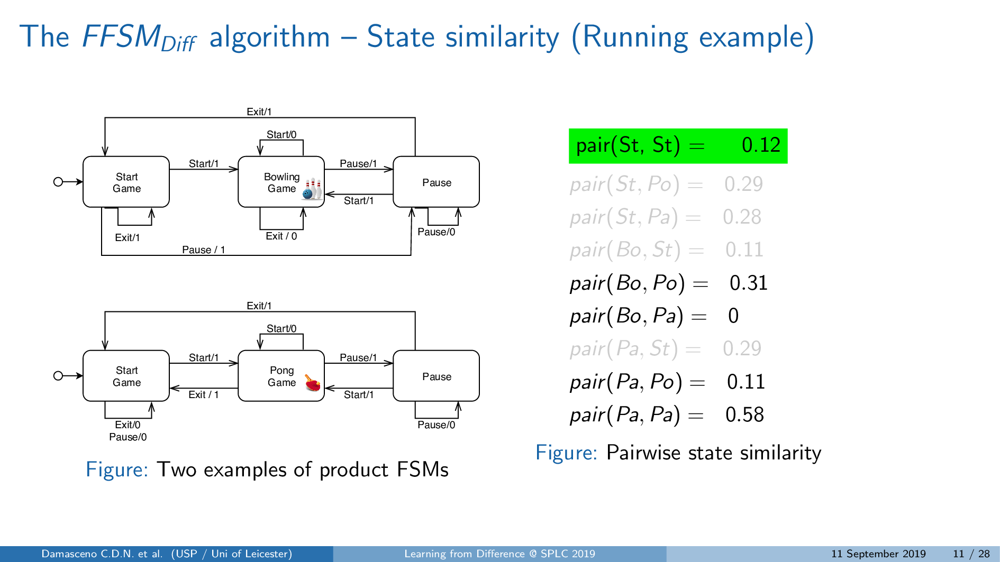 The FFSM_Diff algorithm – State similarity (Running example)
Exit/1
Start/0
Start/1
Pause/1
Start
Game
Bowling
Game
Pause
Start/1
Exit/1
Exit / 0
Pause/0
Pause / 1
Exit/1
Start/0
Start/1
Pause/1
Start
Game
Pong
Game
Pause
Exit / 1
Start/1
Exit/0
Pause/0
Pause/0
Figure: Two examples of product FSMs
pair(St, St) = 0.12
pair(St, Po) = 0.29
pair(St, Pa) = 0.28
pair(Bo, St) = 0.11
pair(Bo, Po) = 0.31
pair(Bo, Pa) = 0
pair(Pa, St) = 0.29
pair(Pa, Po) = 0.11
pair(Pa, Pa) = 0.58
Figure: Pairwise state similarity
Damasceno C.D.N. et al. (USP / Uni of Leicester)
Learning from Difference @ SPLC 2019
11 September 2019
11 / 28